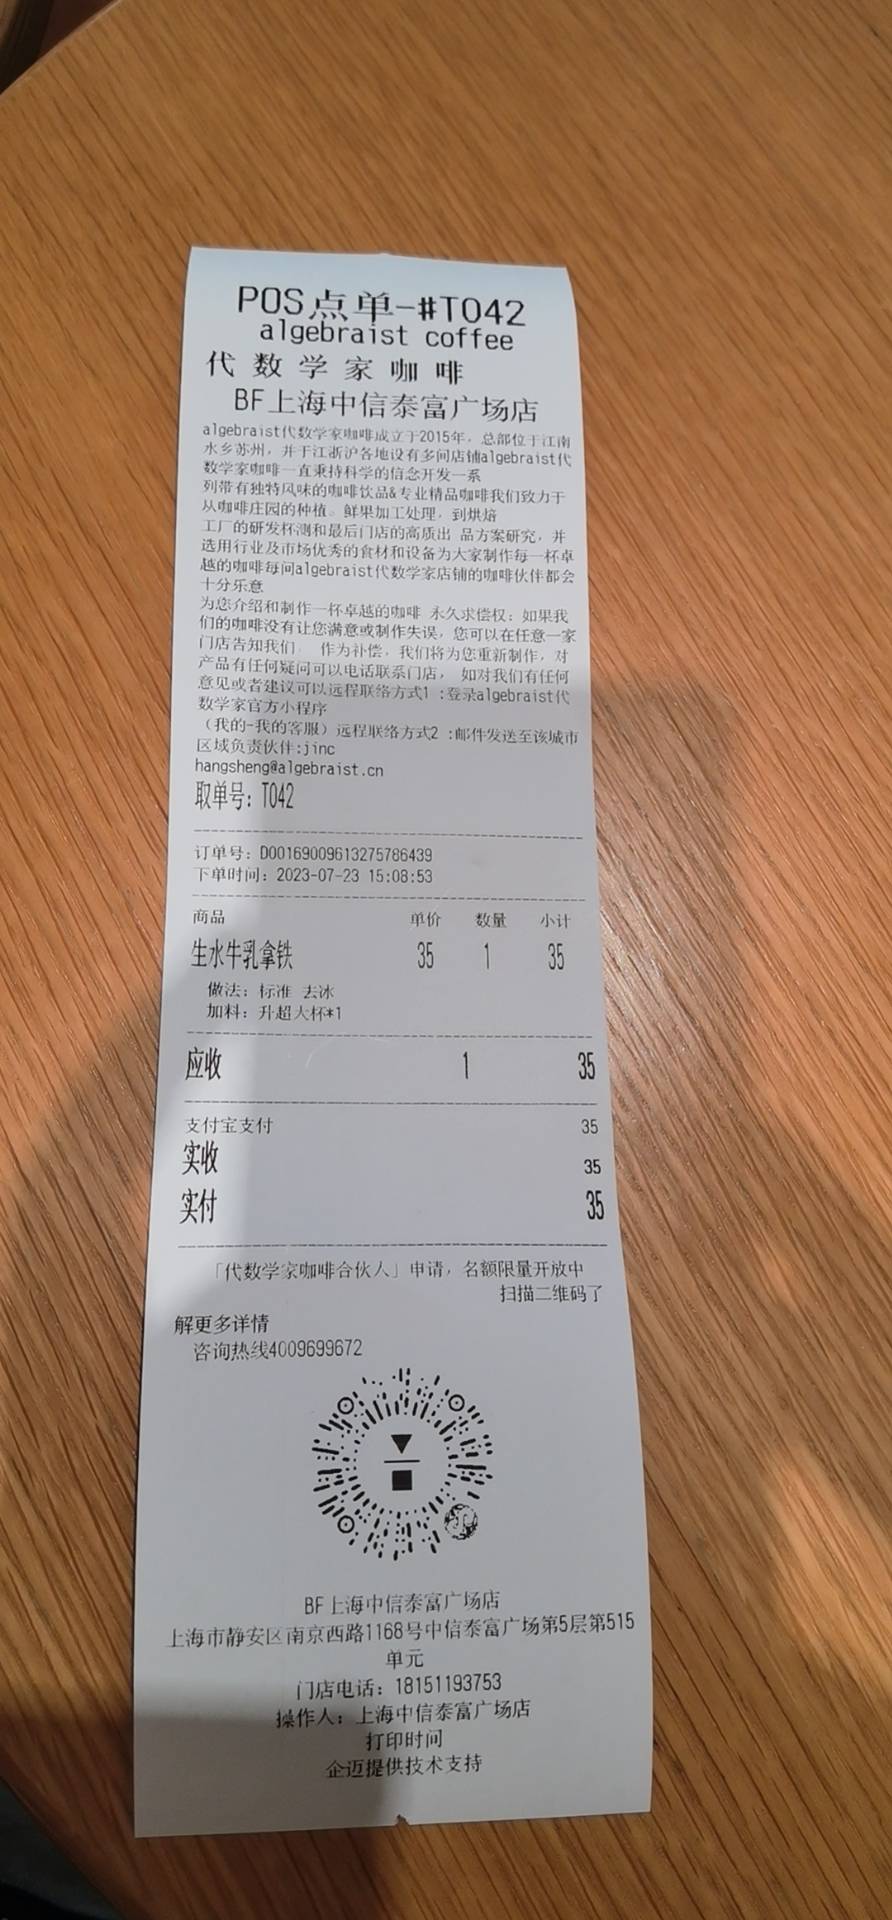 POS点单-#T042
algebraist coffee
代数学家咖啡
BF上海中信泰富广场店
algebraist代数学家咖啡成立于2015年，总部位于江南
水乡苏州，并于江浙沪各地设有多间店铺algebraist代
数学家咖啡一直秉持科学的信念开发一系
列带有独特风味的咖啡饮品&专业精品咖啡我们致力于
从咖啡庄园的种植。鲜果加工处理，到烘焙
工厂的研发杯测和最后门店的高质出 品方案研究，并
选用行业及市场优秀的食材和设备为大家制作每一杯卓
越的咖啡每间algebraist代数学家店铺的咖啡伙伴都会
十分乐意
为您介绍和制作一杯卓越的咖啡 永久求偿权：如果我
们的咖啡没有让您满意或制作失误，您可以在任意一家
门店告知我们 作为补偿，我们将为您重新制作，对
产品有任何疑问可以电话联系门店， 如对我们有任何
意见或者建议可以远程联络方式1 :登录algebraist代
数学家官方小程序
（我的-我的客服）远程联络方式2 :邮件发送至该城市
区域负责伙伴:jinc
hangsheng@algebraist.cn
取单号: T042
订单号: D00169009613275786439
下单时间: 2023-07-23 15:08:53
商品 单价 数量 小计
生水牛乳拿铁 35 1 35
做法: 标准 去冰
加料: 升超大杯*1
应收 1 35
支付宝支付 35
实收 35
实付 35
「代数学家咖啡合伙人」申请，名额限量开放中
扫描二维码了
解更多详情
咨询热线4009699672
BF上海中信泰富广场店
上海市静安区南京西路1168号中信泰富广场第5层第515
单元
门店电话: 18151193753
操作人: 上海中信泰富广场店
打印时间
企迈提供技术支持